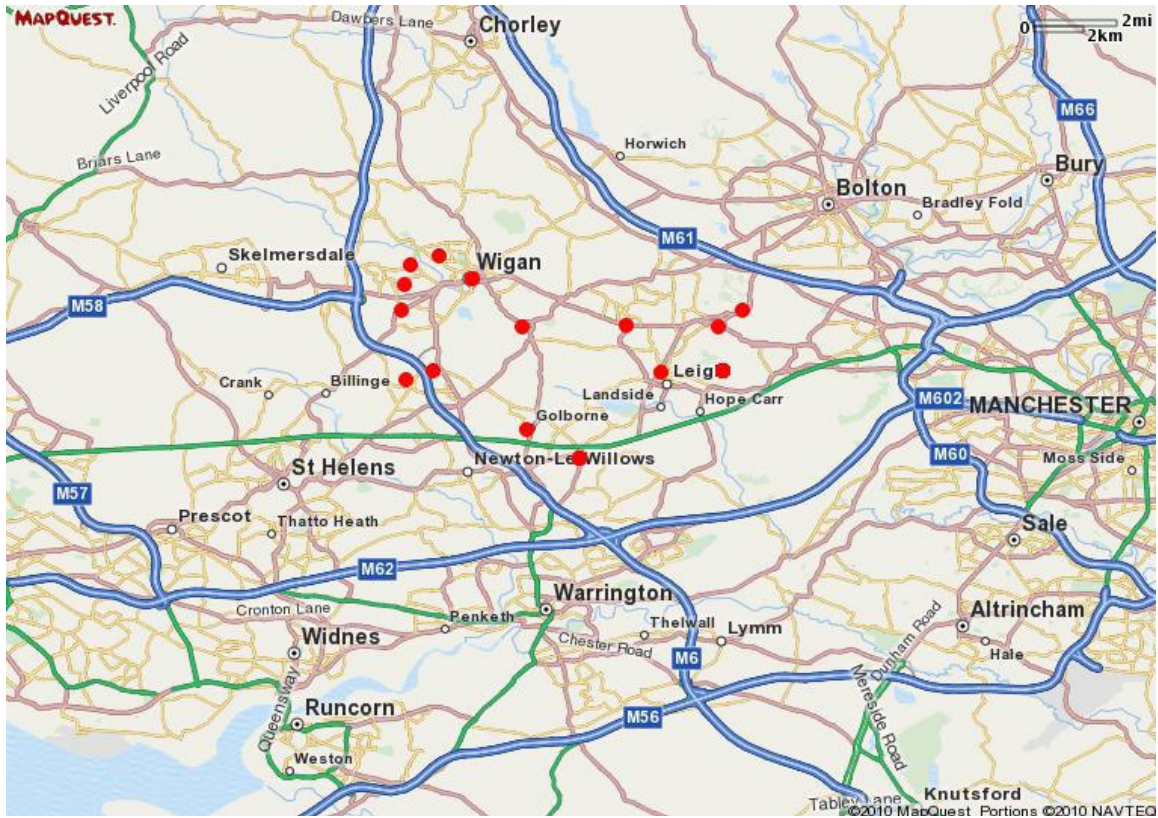 MAPQUEST.
Dawbers Lane
Chorley
0 2mi
2km
Liverpool Road
M66
Briars Lane
Horwich
Bury
Bolton
Bradley Fold
M61
Skelmersdale
Wigan
M58
Crank
Billinge
Leigh
Landside
Hope Carr
M602
MANCHESTER
Golborne
M60
Moss Side
St Helens
Newton-Le-Willows
M57
Prescot
Thatto Heath
Sale
M62
Cronton Lane
Warrington
Penketh
Thelwall
Lymm
Altrincham
Hale
Dunham Road
Widnes
Chester Road
M6
Queensway
Mereside Road
Runcorn
M56
Weston
Knutsford
Tabley Lane
©2010 MapQuest Portions ©2010 NAVTEQ